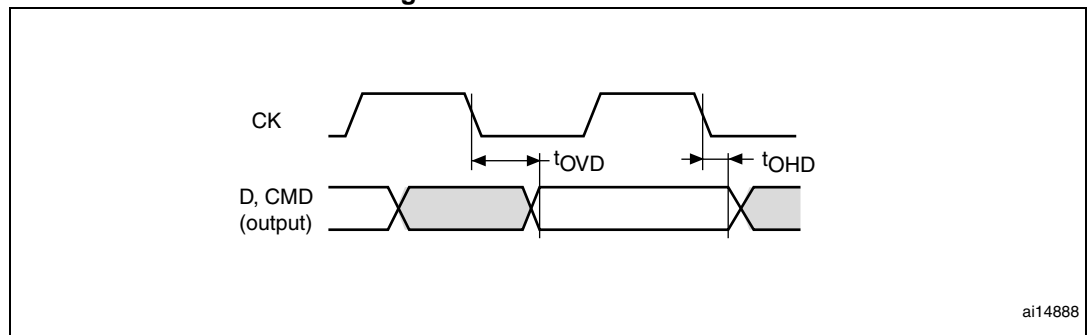 CK
tOVD
tOHD
D, CMD
(output)
ai14888